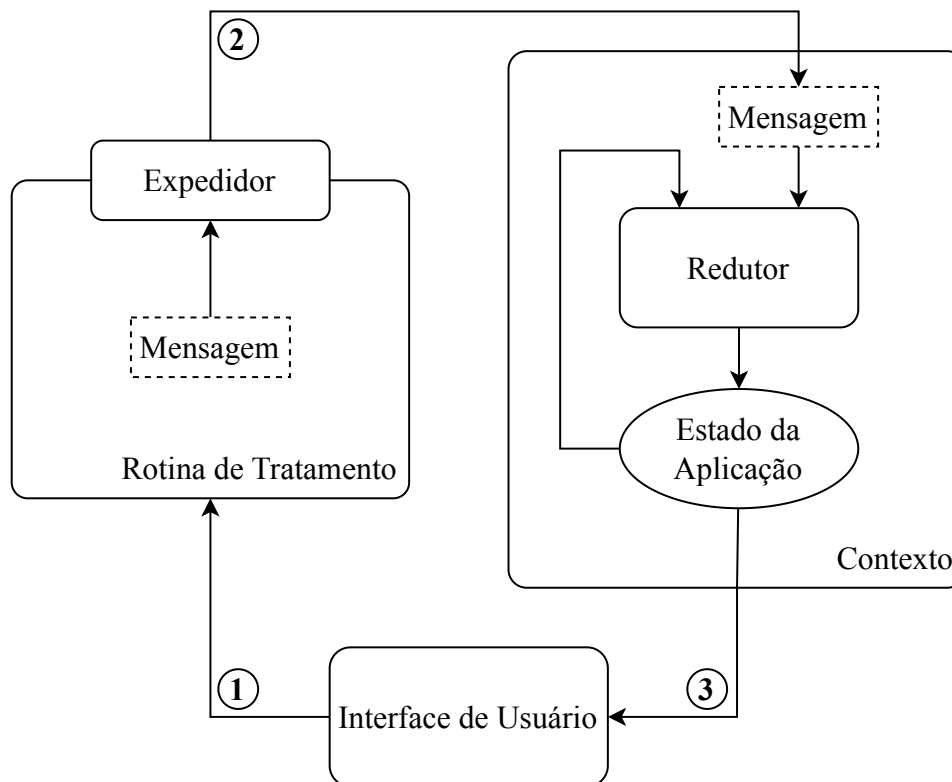 2
Mensagem
Expedidor
Redutor
Mensagem
Estado da
Aplicação
Rotina de Tratamento
Contexto
1
3
Interface de Usuário